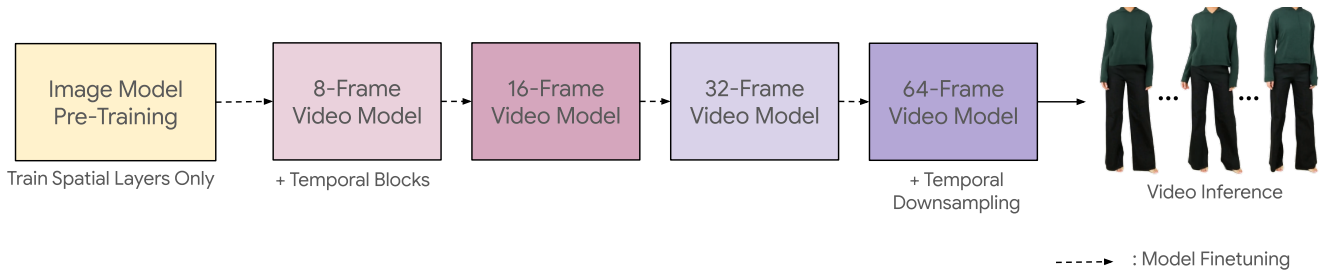 Image Model
Pre-Training
Train Spatial Layers Only
8-Frame
Video Model
+ Temporal Blocks
16-Frame
Video Model
32-Frame
Video Model
64-Frame
Video Model
+ Temporal
Downsampling
Video Inference
: Model Finetuning